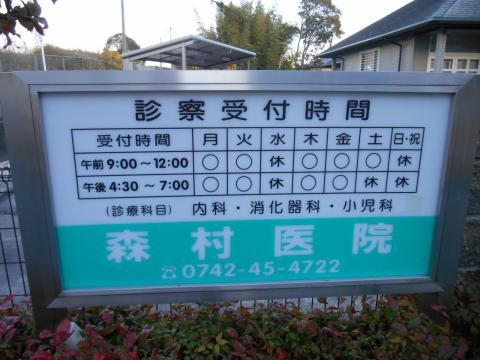 診察受付時間
受付時間 月 火 水 木 金 土 日・祝
午前 9:00～12:00 ○ ○ 休 ○ ○ ○ 休
午後 4:30～7:00 ○ ○ 休 ○ ○ 休 休
(診療科目) 内科・消化器科・小児科
森村医院
☎0742-45-4722